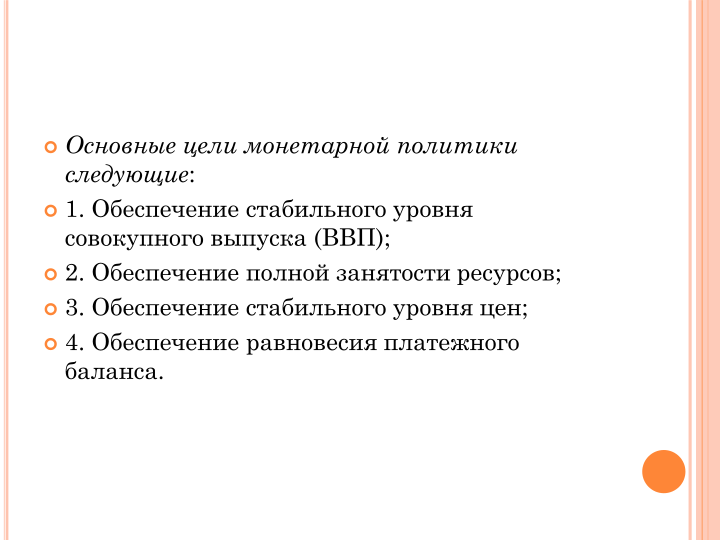 Основные цели монетарной политики
следующие:
1. Обеспечение стабильного уровня
совокупного выпуска (ВВП);
2. Обеспечение полной занятости ресурсов;
3. Обеспечение стабильного уровня цен;
4. Обеспечение равновесия платежного
баланса.